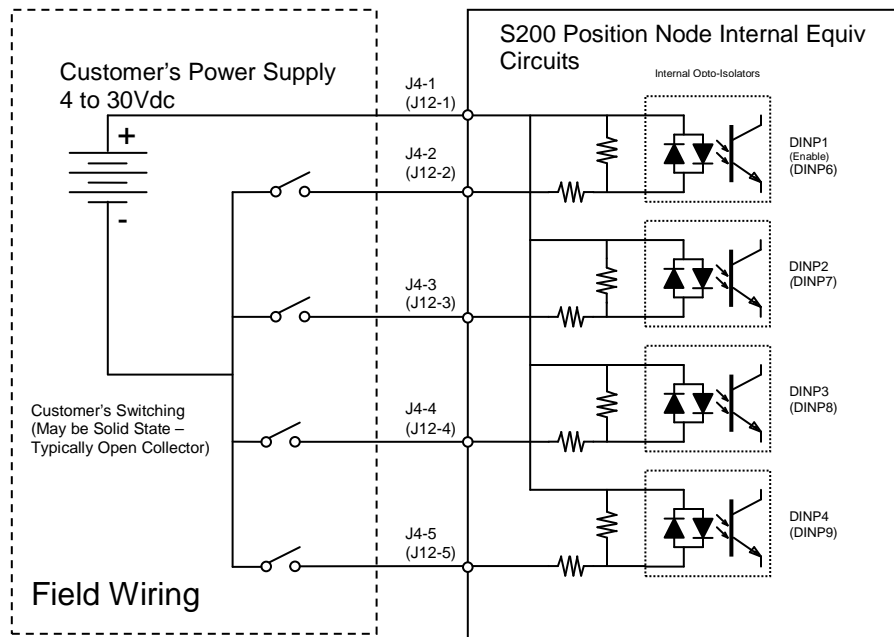 S200 Position Node Internal Equiv
Circuits
Internal Opto-Isolators
Customer's Power Supply
4 to 30Vdc
+
-
J4-1
(J12-1)
J4-2
(J12-2)
DINP1
(Enable)
(DINP6)
J4-3
(J12-3)
DINP2
(DINP7)
J4-4
(J12-4)
DINP3
(DINP8)
Customer's Switching
(May be Solid State –
Typically Open Collector)
J4-5
(J12-5)
DINP4
(DINP9)
Field Wiring